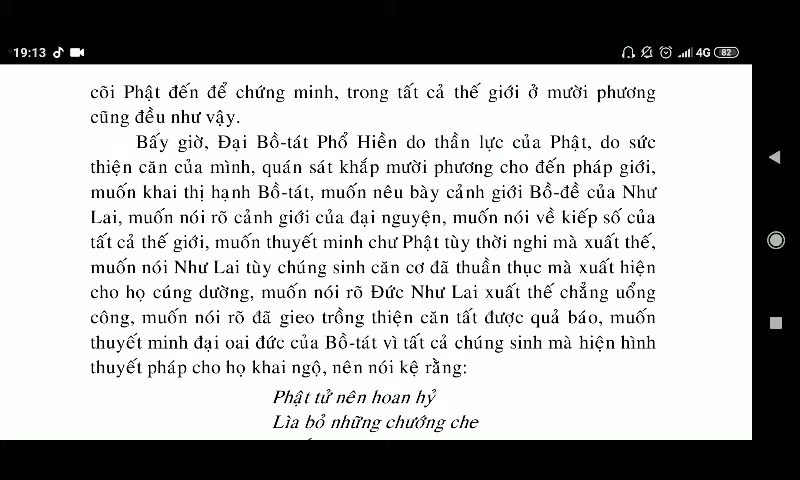 19:13
4G 82
cõi Phật đến để chứng minh, trong tất cả thế giới ở mười phương
cũng đều như vậy.
Bấy giờ, Đại Bồ-tát Phổ Hiền do thần lực của Phật, do sức
thiện căn của mình, quán sát khắp mười phương cho đến pháp giới,
muốn khai thị hạnh Bồ-tát, muốn nêu bày cảnh giới Bồ-đề của Như
Lai, muốn nói rõ cảnh giới của đại nguyện, muốn nói về kiếp số của
tất cả thế giới, muốn thuyết minh chư Phật tùy thời nghi mà xuất thế,
muốn nói Như Lai tùy chúng sinh căn cơ đã thuần thục mà xuất hiện
cho họ cúng dường, muốn nói rõ Đức Như Lai xuất thế chẳng uổng
công, muốn nói rõ đã gieo trồng thiện căn tất được quả báo, muốn
thuyết minh đại oai đức của Bồ-tát vì tất cả chúng sinh mà hiện hình
thuyết pháp cho họ khai ngộ, nên nói kệ rằng:
Phật tử nên hoan hỷ
Lìa bỏ những chướng che